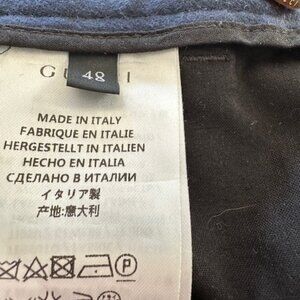 48
MADE IN ITALY
FABRIQUE EN ITALIE
HERGESTELLT IN ITALIEN
HECHO EN ITALIA
СДЕЛАНО В ИТАЛИИ
イタリア製
产地:意大利
P